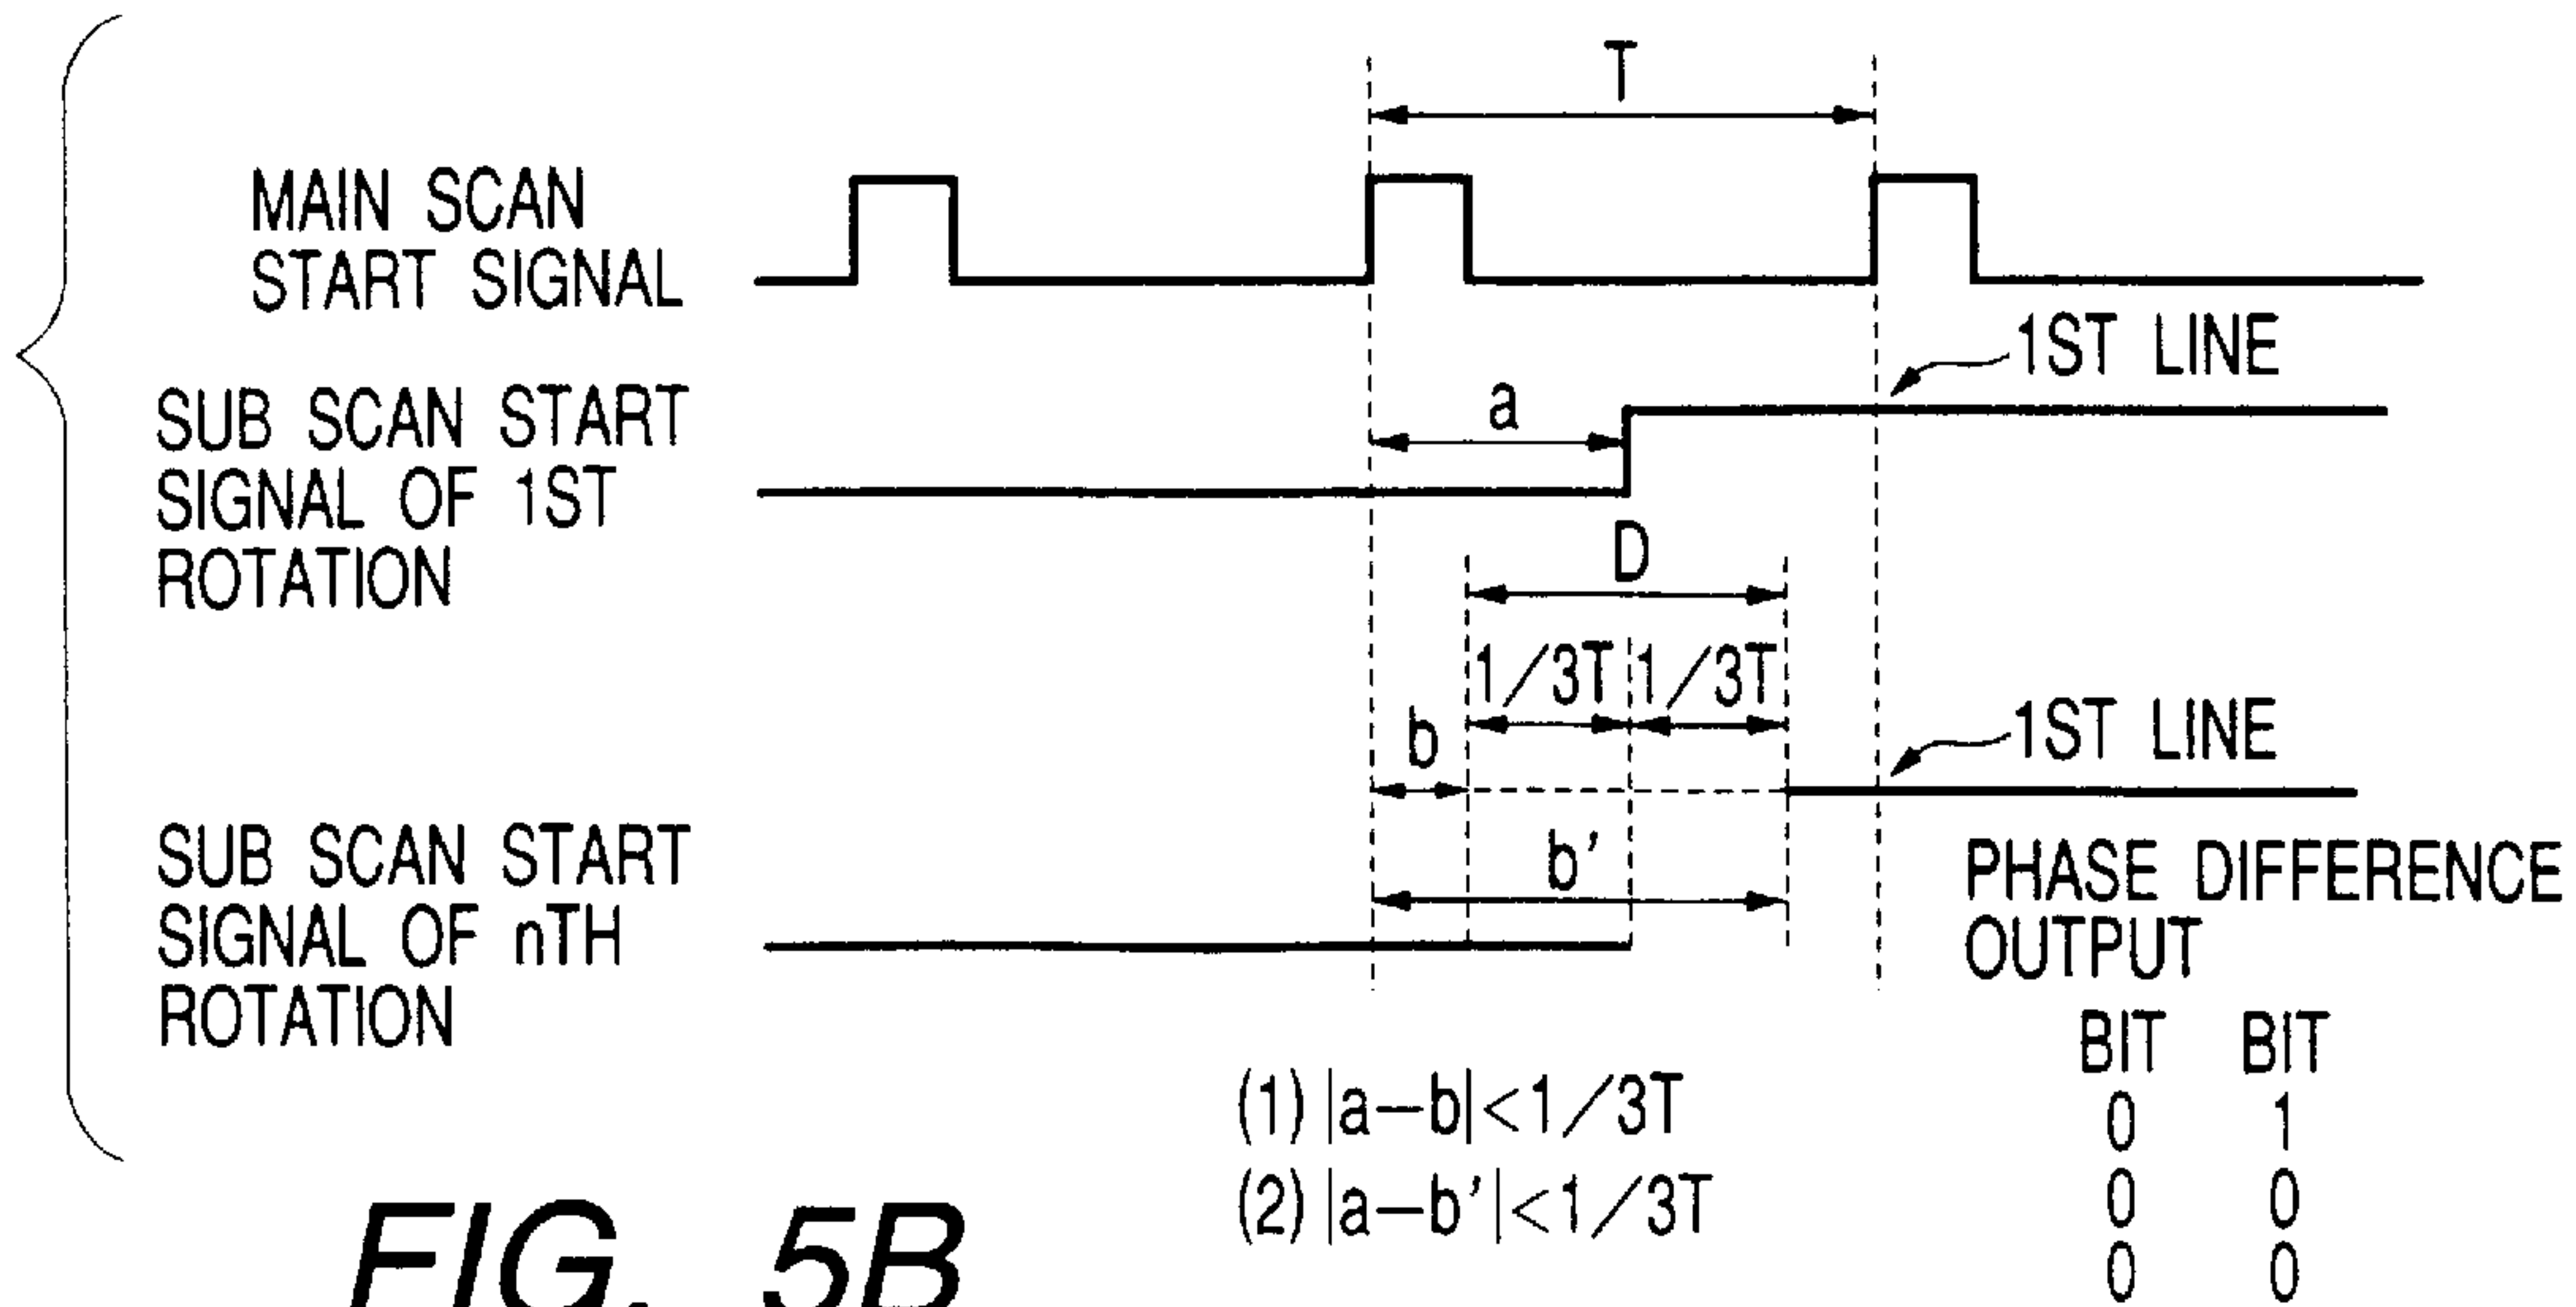 T
MAIN SCAN
START SIGNAL
1ST LINE
a
SUB SCAN START
SIGNAL OF 1ST
ROTATION
D
1/3T 1/3T
b
1ST LINE
b'
SUB SCAN START
SIGNAL OF nTH
ROTATION
PHASE DIFFERENCE
OUTPUT
BIT BIT
(1) |a-b|<1/3T
0 1
(2) |a-b'|<1/3T
0 0
0 0
FIG. 5B